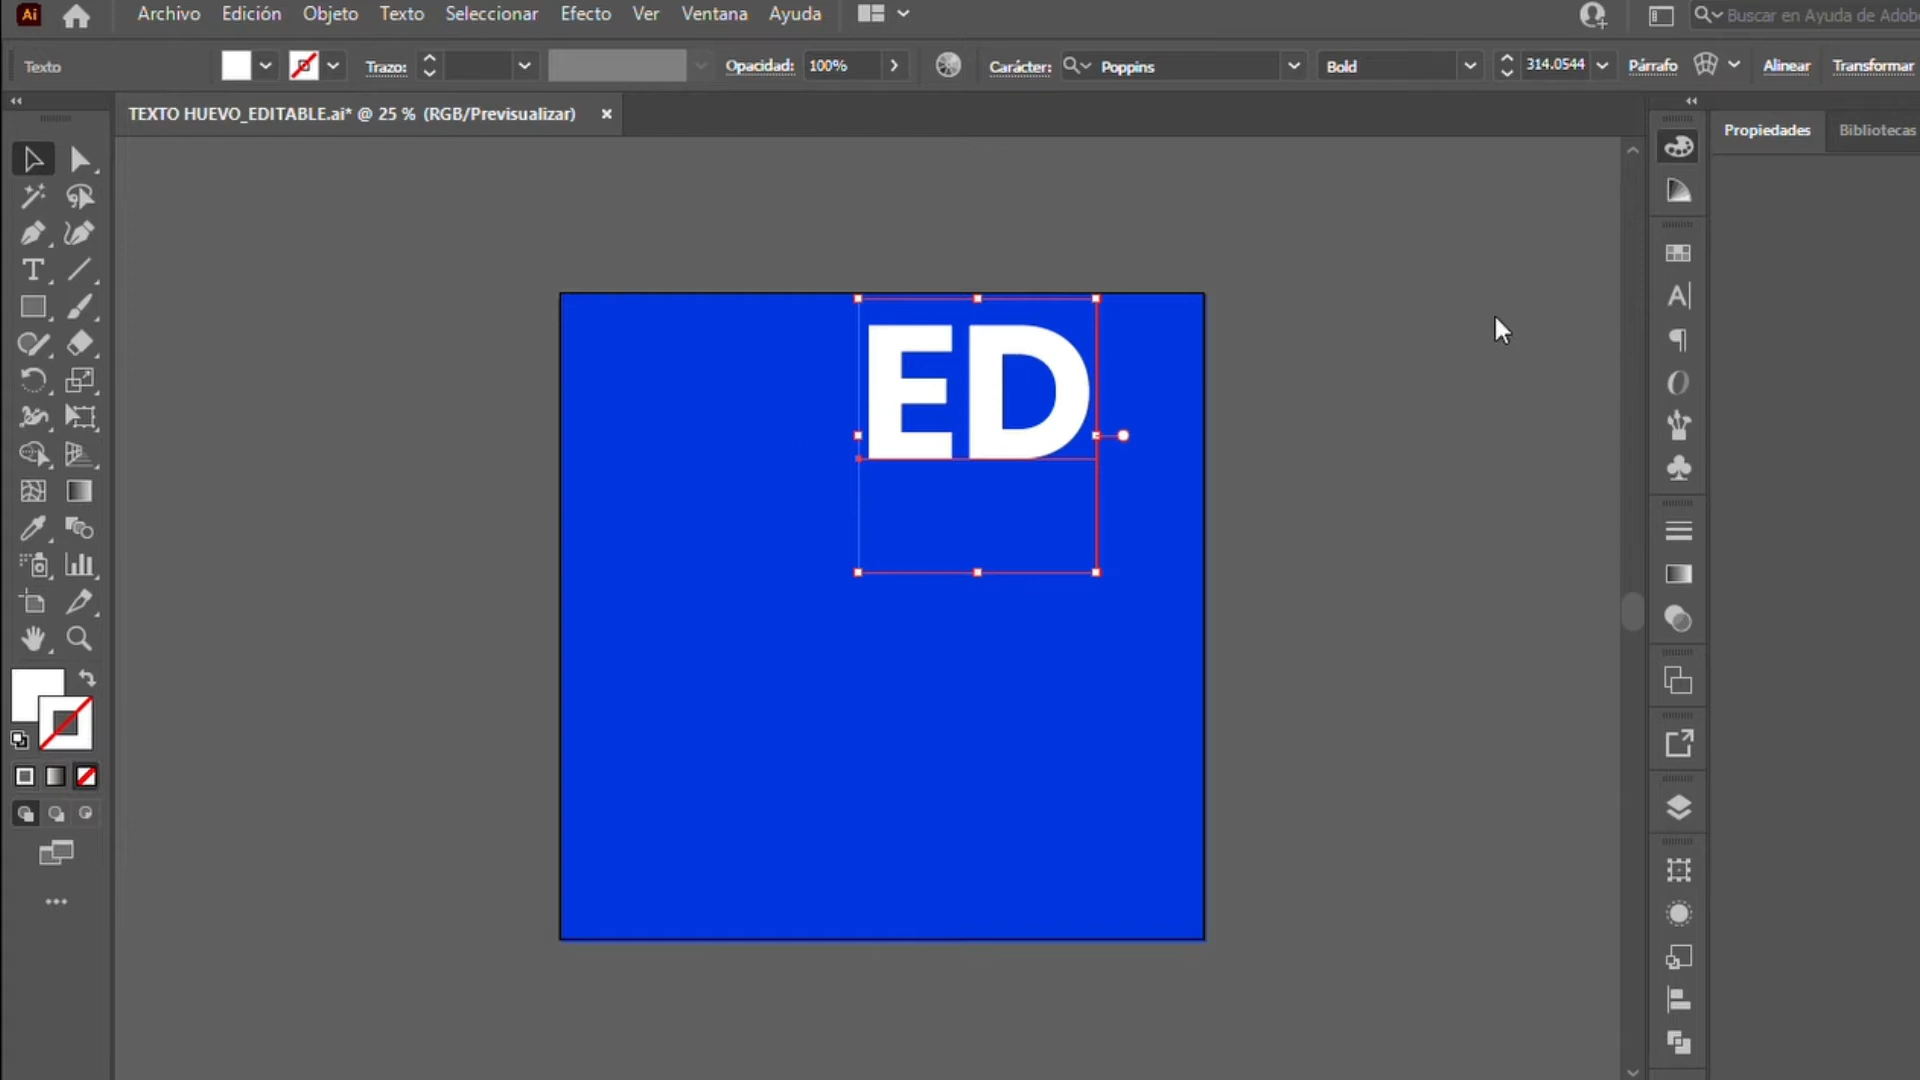 Ai Archivo Edición Objeto Texto Seleccionar Efecto Ver Ventana Ayuda Buscar en Ayuda de Adobe
Texto Trazo: Opacidad: 100% Carácter: Poppins Bold 314.0544 Párrafo Alinear Transformar
TEXTO HUEVO_EDITABLE.ai* @ 25 % (RGB/Previsualizar) ×
Propiedades Bibliotecas
ED